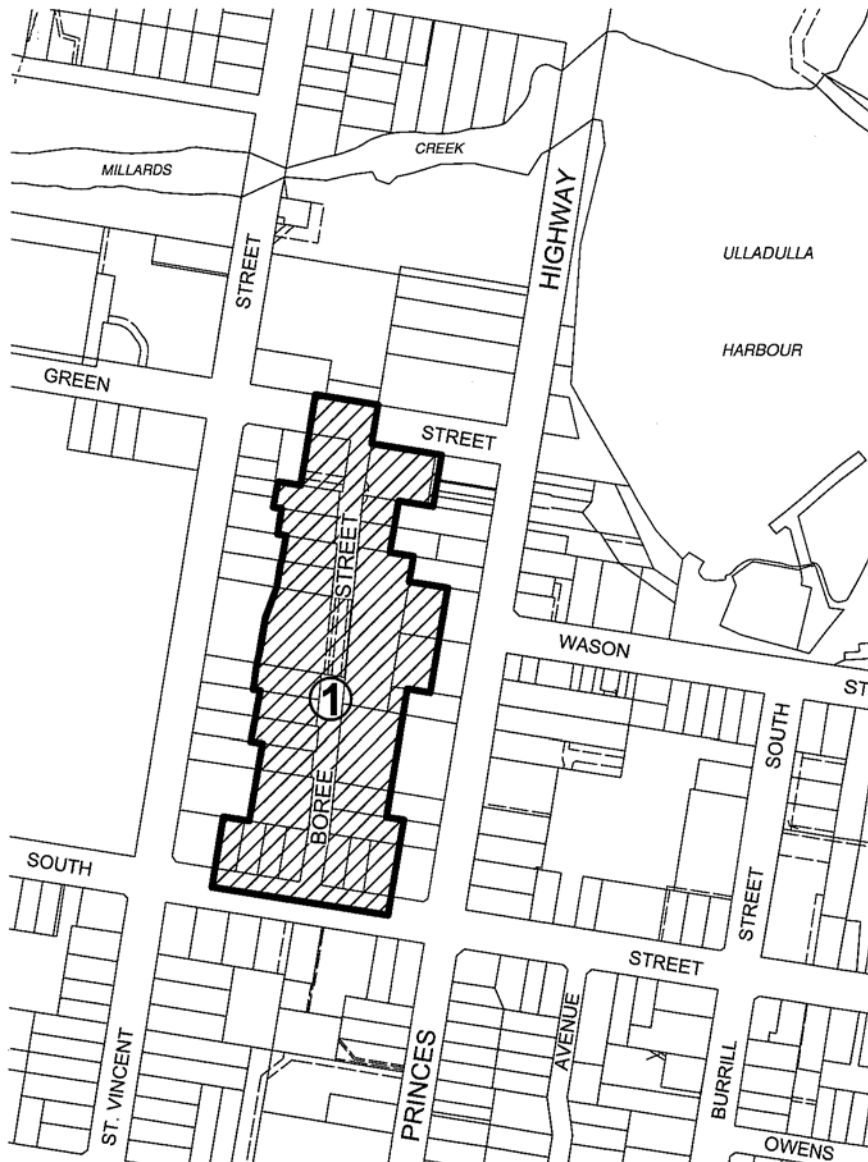 CREEK
MILLARDS
HIGHWAY
STREET
ULLADULLA
HARBOUR
GREEN
STREET
STREET
WASON
ST
SOUTH
1
BOREE
SOUTH
STREET
STREET
AVENUE
ST. VINCENT
PRINCES
BURRILL
OWENS